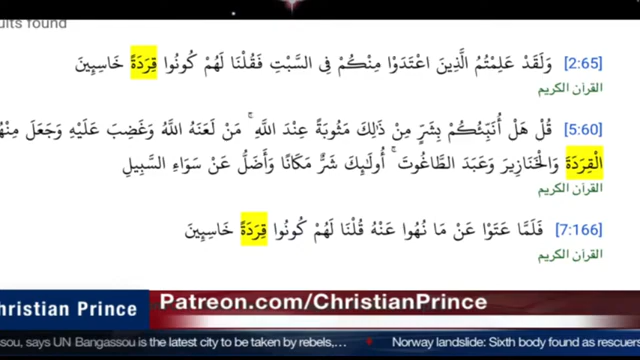 ults found
وَلَقَدْ عَلِمْتُمُ الَّذِينَ اعْتَدَوْا مِنْكُمْ فِي السَّبْتِ فَقُلْنَا لَهُمْ كُونُوا قِرَدَةً خَاسِئِينَ [2:65]
القرآن الكريم
قُلْ هَلْ أُنَبِّئُكُمْ بِشَرٍّ مِنْ ذَٰلِكَ مَثُوبَةً عِنْدَ اللَّهِ ۚ مَنْ لَعَنَهُ اللَّهُ وَغَضِبَ عَلَيْهِ وَجَعَلَ مِنْهُ [5:60]
الْقِرَدَةَ وَالْخَنَازِيرَ وَعَبَدَ الطَّاغُوتَ ۚ أُولَٰئِكَ شَرٌّ مَكَانًا وَأَضَلُّ عَنْ سَوَاءِ السَّبِيلِ
القرآن الكريم
فَلَمَّا عَتَوْا عَنْ مَا نُهُوا عَنْهُ قُلْنَا لَهُمْ كُونُوا قِرَدَةً خَاسِئِينَ [7:166]
القرآن الكريم
Christian Prince
Patreon.com/ChristianPrince
sou, says UN Bangassou is the latest city to be taken by rebels,...
Norway landslide: Sixth body found as rescuers